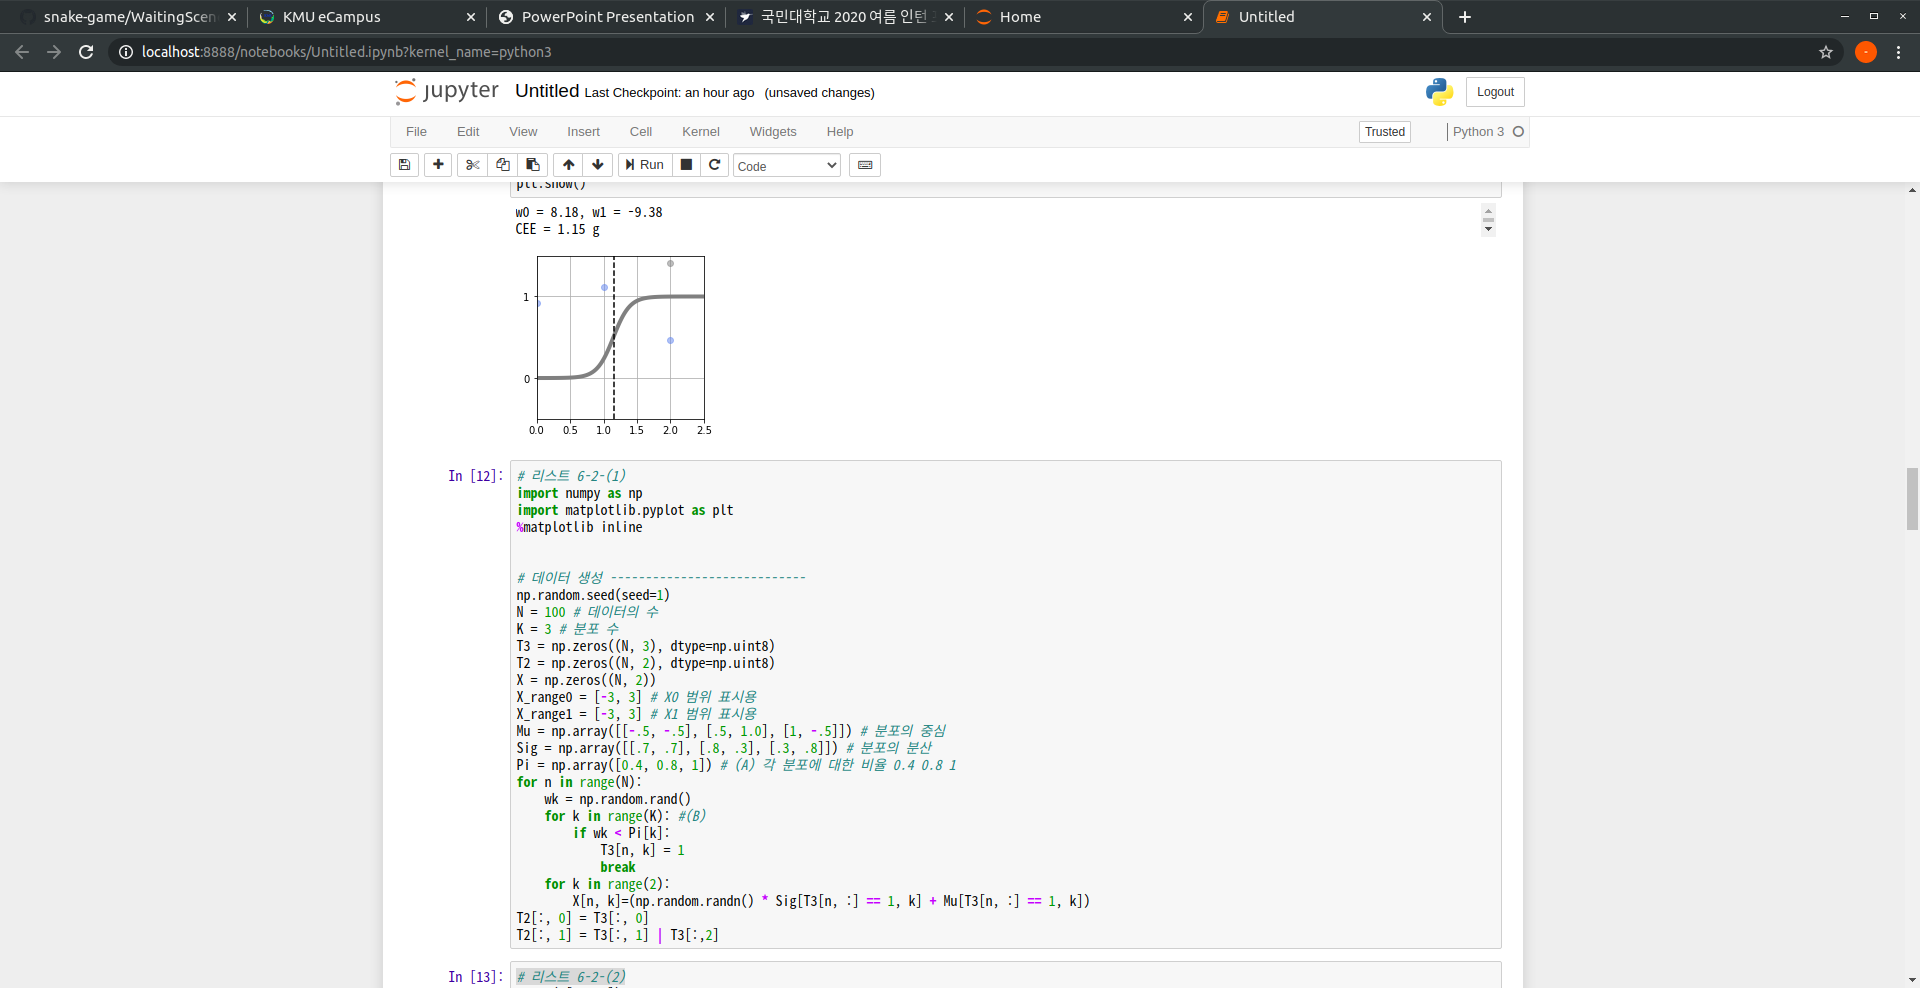 snake-game/WaitingScen
KMU eCampus
PowerPoint Presentation
국민대학교 2020 여름 인턴
Home
Untitled
localhost:8888/notebooks/Untitled.ipynb?kernel_name=python3
jupyter Untitled Last Checkpoint: an hour ago (unsaved changes)
Logout
File Edit View Insert Cell Kernel Widgets Help
Trusted
Python 3
Run
Code
plt.show()
w0 = 8.18, w1 = -9.38
CEE = 1.15 g
1
0
0.0 0.5 1.0 1.5 2.0 2.5
In [12]:
# 리스트 6-2-(1)
import numpy as np
import matplotlib.pyplot as plt
%matplotlib inline
# 데이터 생성 ----------------------------
np.random.seed(seed=1)
N = 100 # 데이터의 수
K = 3 # 분포 수
T3 = np.zeros((N, 3), dtype=np.uint8)
T2 = np.zeros((N, 2), dtype=np.uint8)
X = np.zeros((N, 2))
X_range0 = [-3, 3] # X0 범위 표시용
X_range1 = [-3, 3] # X1 범위 표시용
Mu = np.array([[-.5, -.5], [.5, 1.0], [1, -.5]]) # 분포의 중심
Sig = np.array([[.7, .7], [.8, .3], [.3, .8]]) # 분포의 분산
Pi = np.array([0.4, 0.8, 1]) # (A) 각 분포에 대한 비율 0.4 0.8 1
for n in range(N):
    wk = np.random.rand()
    for k in range(K): #(B)
        if wk < Pi[k]:
            T3[n, k] = 1
            break
    for k in range(2):
        X[n, k]=(np.random.randn() * Sig[T3[n, :] == 1, k] + Mu[T3[n, :] == 1, k])
T2[:, 0] = T3[:, 0]
T2[:, 1] = T3[:, 1] | T3[:,2]
In [13]:
# 리스트 6-2-(2)